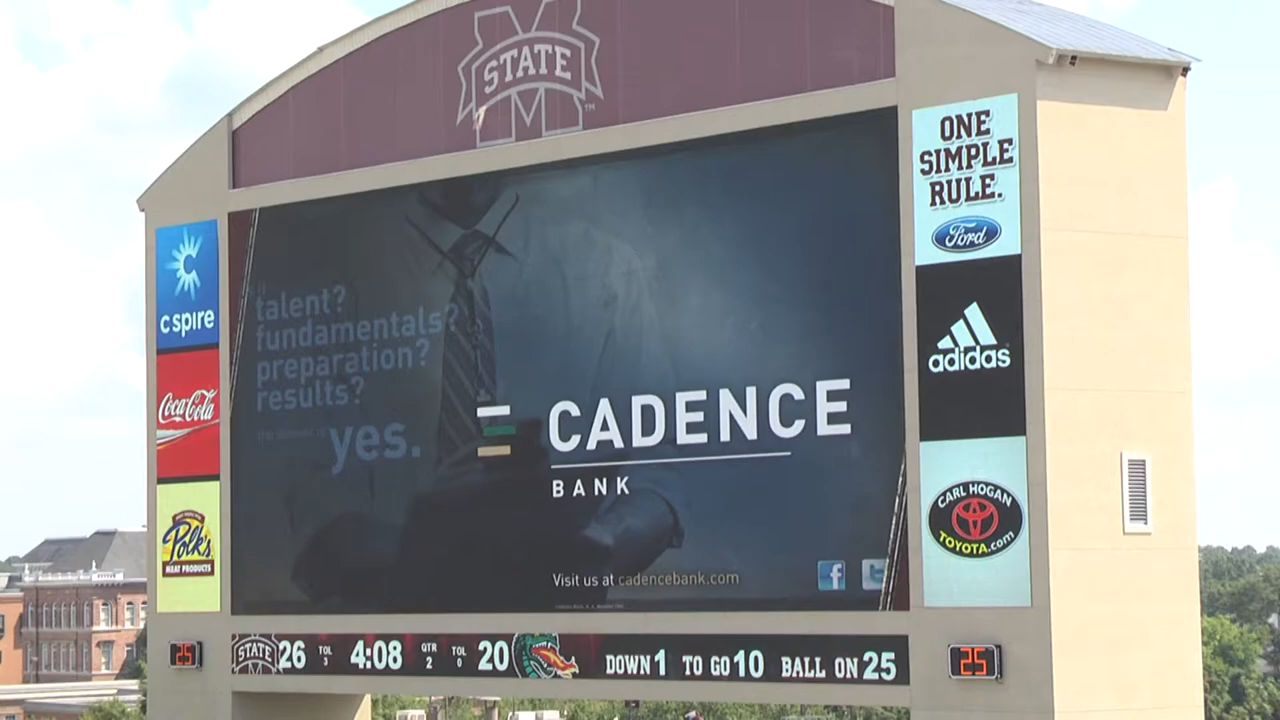 M
STATE
TM
ONE
SIMPLE
RULE.
Ford
c spire
Coca-Cola
Polk's
MEAT PRODUCTS
talent?
fundamentals?
preparation?
results?
yes.
CADENCE
BANK
Visit us at cadencebank.com
f
t
adidas
CARL HOGAN
TOYOTA.com
25
STATE 26 TOL 3 4:08 QTR 2 TOL 0 20 DOWN 1 TO GO 10 BALL ON 25
25